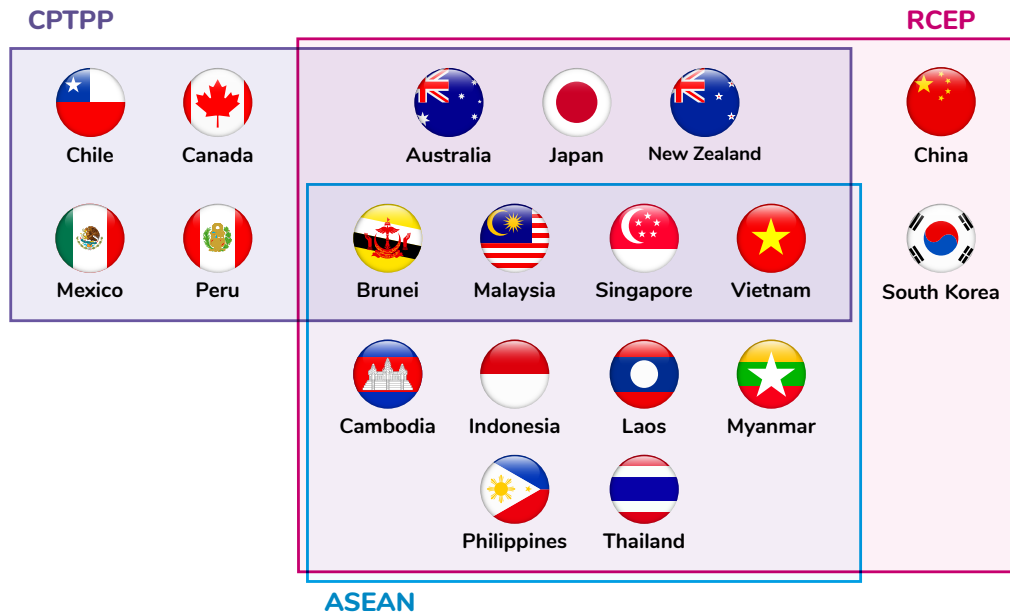 CPTPP
RCEP
Chile
Canada
Australia
Japan
New Zealand
China
Mexico
Peru
Brunei
Malaysia
Singapore
Vietnam
South Korea
Cambodia
Indonesia
Laos
Myanmar
Philippines
Thailand
ASEAN